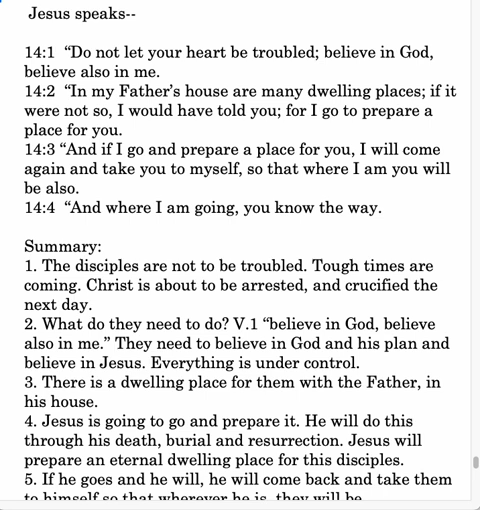 Jesus speaks--
14:1 “Do not let your heart be troubled; believe in God,
believe also in me.
14:2 “In my Father’s house are many dwelling places; if it
were not so, I would have told you; for I go to prepare a
place for you.
14:3 “And if I go and prepare a place for you, I will come
again and take you to myself, so that where I am you will
be also.
14:4 “And where I am going, you know the way.
Summary:
1. The disciples are not to be troubled. Tough times are
coming. Christ is about to be arrested, and crucified the
next day.
2. What do they need to do? V.1 “believe in God, believe
also in me.” They need to believe in God and his plan and
believe in Jesus. Everything is under control.
3. There is a dwelling place for them with the Father, in
his house.
4. Jesus is going to go and prepare it. He will do this
through his death, burial and resurrection. Jesus will
prepare an eternal dwelling place for this disciples.
5. If he goes and he will, he will come back and take them
to himself so that wherever he is, they will be